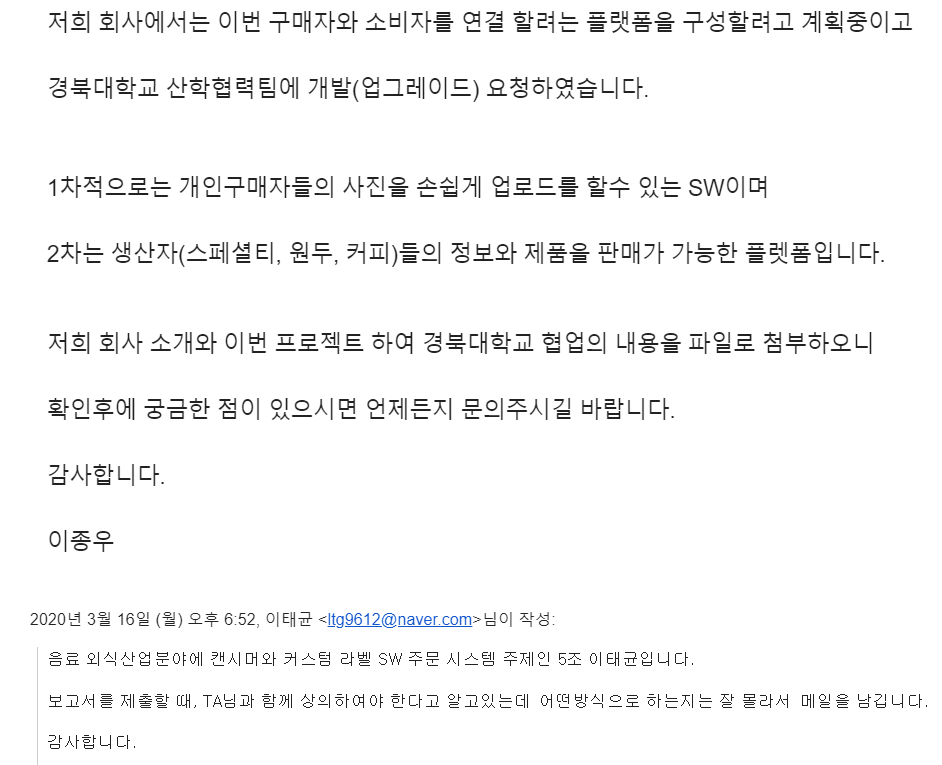 저희 회사에서는 이번 구매자와 소비자를 연결 할려는 플랫폼을 구성할려고 계획중이고
경북대학교 산학협력팀에 개발(업그레이드) 요청하였습니다.
1차적으로는 개인구매자들의 사진을 손쉽게 업로드를 할수 있는 SW이며
2차는 생산자(스페셜티, 원두, 커피)들의 정보와 제품을 판매가 가능한 플렛폼입니다.
저희 회사 소개와 이번 프로젝트 하여 경북대학교 협업의 내용을 파일로 첨부하오니
확인후에 궁금한 점이 있으시면 언제든지 문의주시길 바랍니다.
감사합니다.
이종우
2020년 3월 16일 (월) 오후 6:52, 이태균 <ltg9612@naver.com>님이 작성:
음료 외식산업분야에 캔시머와 커스텀 라벨 SW 주문 시스템 주제인 5조 이태균입니다.
보고서를 제출할 때, TA님과 함께 상의하여야 한다고 알고있는데 어떤방식으로 하는지는 잘 몰라서 메일을 남깁니다.
감사합니다.